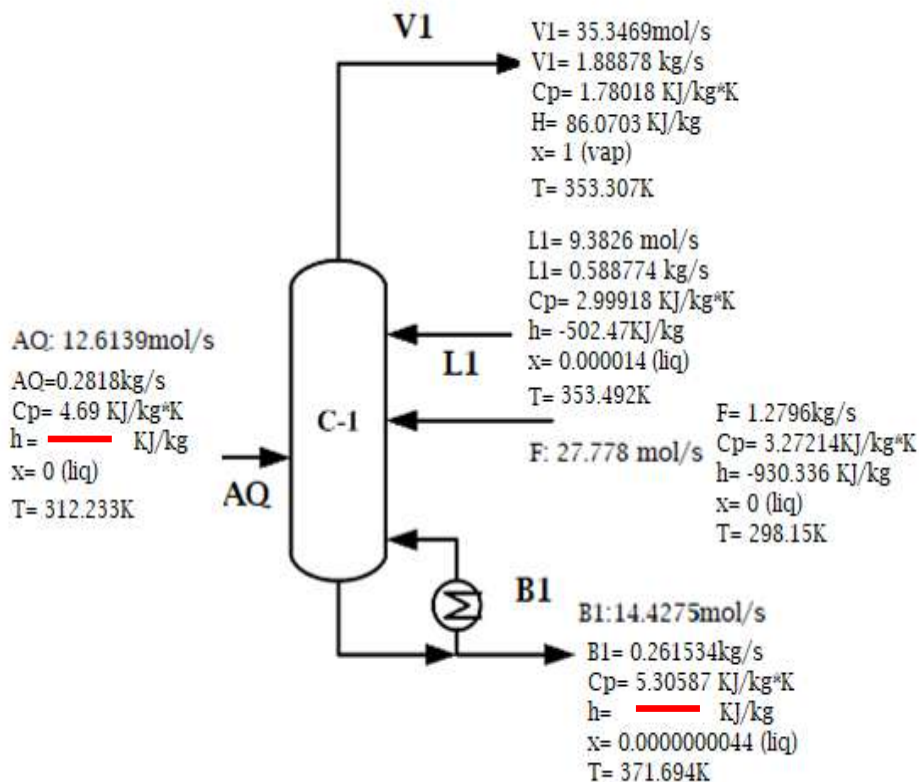 V1
V1= 35.3469mol/s
V1= 1.88878 kg/s
Cp= 1.78018 KJ/kg*K
H= 86.0703 KJ/kg
x= 1 (vap)
T= 353.307K
L1= 9.3826 mol/s
L1= 0.588774 kg/s
Cp= 2.99918 KJ/kg*K
h= -502.47KJ/kg
x= 0.000014 (liq)
T= 353.492K
L1
AQ: 12.6139mol/s
AQ=0.2818kg/s
Cp= 4.69 KJ/kg*K
h = KJ/kg
x= 0 (liq)
T= 312.233K
AQ
C-1
F: 27.778 mol/s
F= 1.2796kg/s
Cp= 3.27214KJ/kg*K
h= -930.336 KJ/kg
x= 0 (liq)
T= 298.15K
B1
B1:14.4275mol/s
B1= 0.261534kg/s
Cp= 5.30587 KJ/kg*K
h= KJ/kg
x= 0.0000000044 (liq)
T= 371.694K